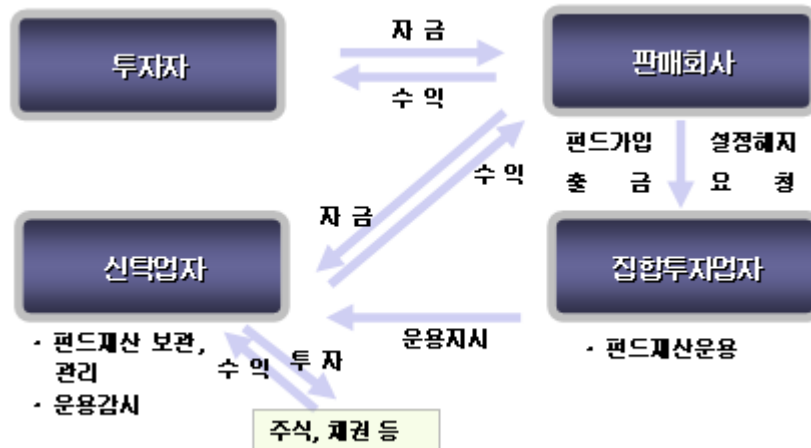 투자자
자 금
수 익
판매회사
펀드가입 설정해지
출 금 요 청
수 익
자 금
신탁업자
집합투자업자
운용지시
· 펀드재산 보관,
관리
· 운용감시
수 익
투 자
· 펀드재산운용
주식, 채권 등